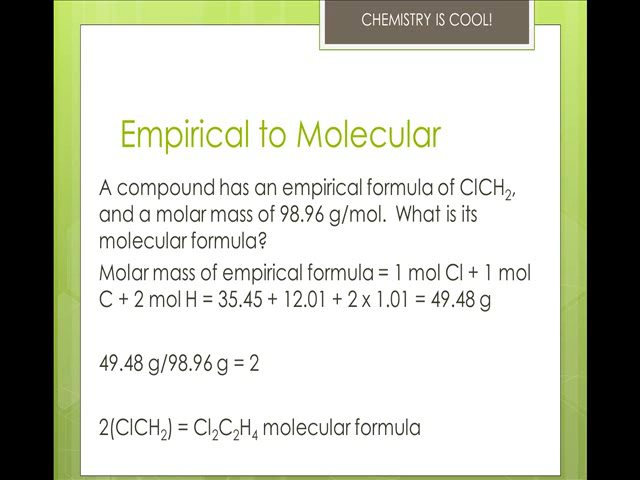 CHEMISTRY IS COOL!
Empirical to Molecular
A compound has an empirical formula of ClCH₂,
and a molar mass of 98.96 g/mol. What is its
molecular formula?
Molar mass of empirical formula = 1 mol Cl + 1 mol
C + 2 mol H = 35.45 + 12.01 + 2 x 1.01 = 49.48 g
49.48 g/98.96 g = 2
2(ClCH₂) = Cl₂C₂H₄ molecular formula